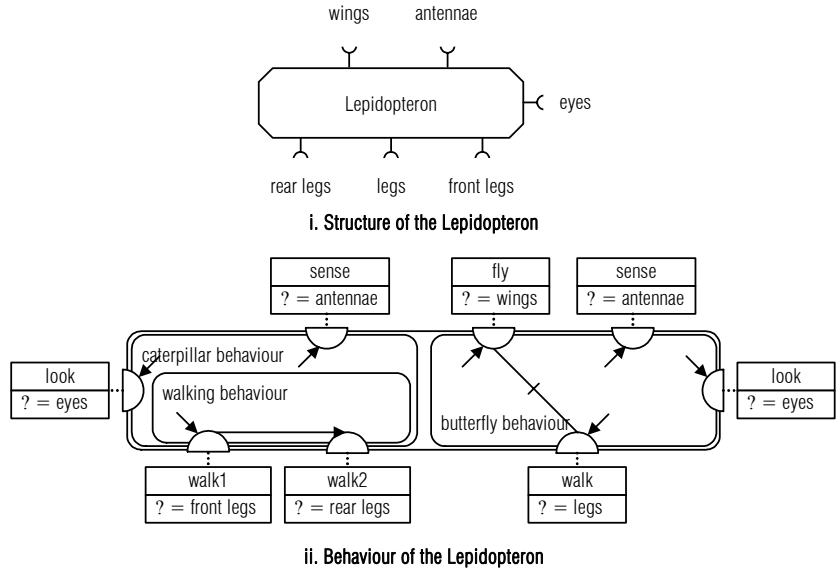 wings
antennae
Lepidopteron
eyes
rear legs
legs
front legs
i. Structure of the Lepidopteron
sense
? = antennae
fly
? = wings
sense
? = antennae
caterpillar behaviour
look
? = eyes
walking behaviour
butterfly behaviour
look
? = eyes
walk1
? = front legs
walk2
? = rear legs
walk
? = legs
ii. Behaviour of the Lepidopteron